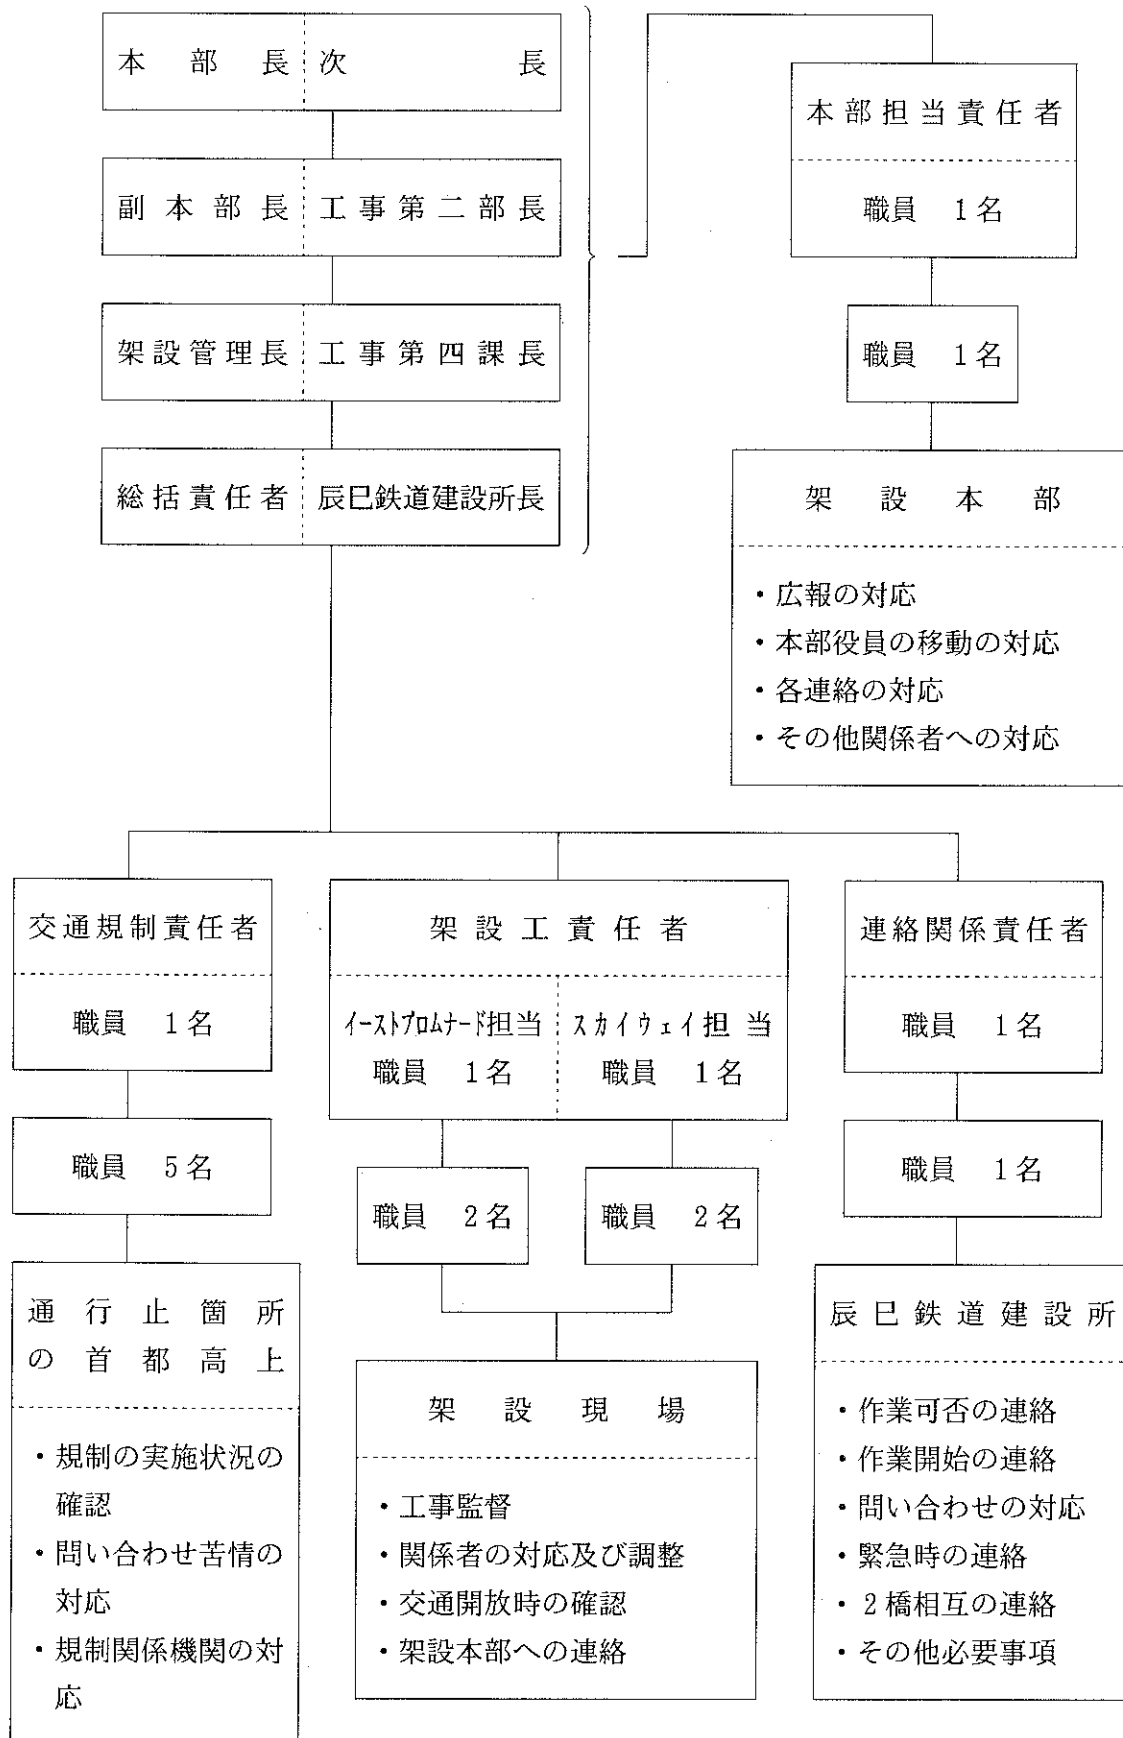 本部長 次長
副本部長 工事第二部長
架設管理長 工事第四課長
総括責任者 辰巳鉄道建設所長
本部担当責任者
職員 1名
職員 1名
架設本部
・広報の対応
・本部役員の移動の対応
・各連絡の対応
・その他関係者への対応
交通規制責任者
職員 1名
職員 5名
通行止箇所
の首都高上
・規制の実施状況の
確認
・問い合わせ苦情の
対応
・規制関係機関の対
応
架設工責任者
イーストプロムナード担当
職員 1名
スカイウェイ担当
職員 1名
職員 2名
職員 2名
架設現場
・工事監督
・関係者の対応及び調整
・交通開放時の確認
・架設本部への連絡
連絡関係責任者
職員 1名
職員 1名
辰巳鉄道建設所
・作業可否の連絡
・作業開始の連絡
・問い合わせの対応
・緊急時の連絡
・2橋相互の連絡
・その他必要事項